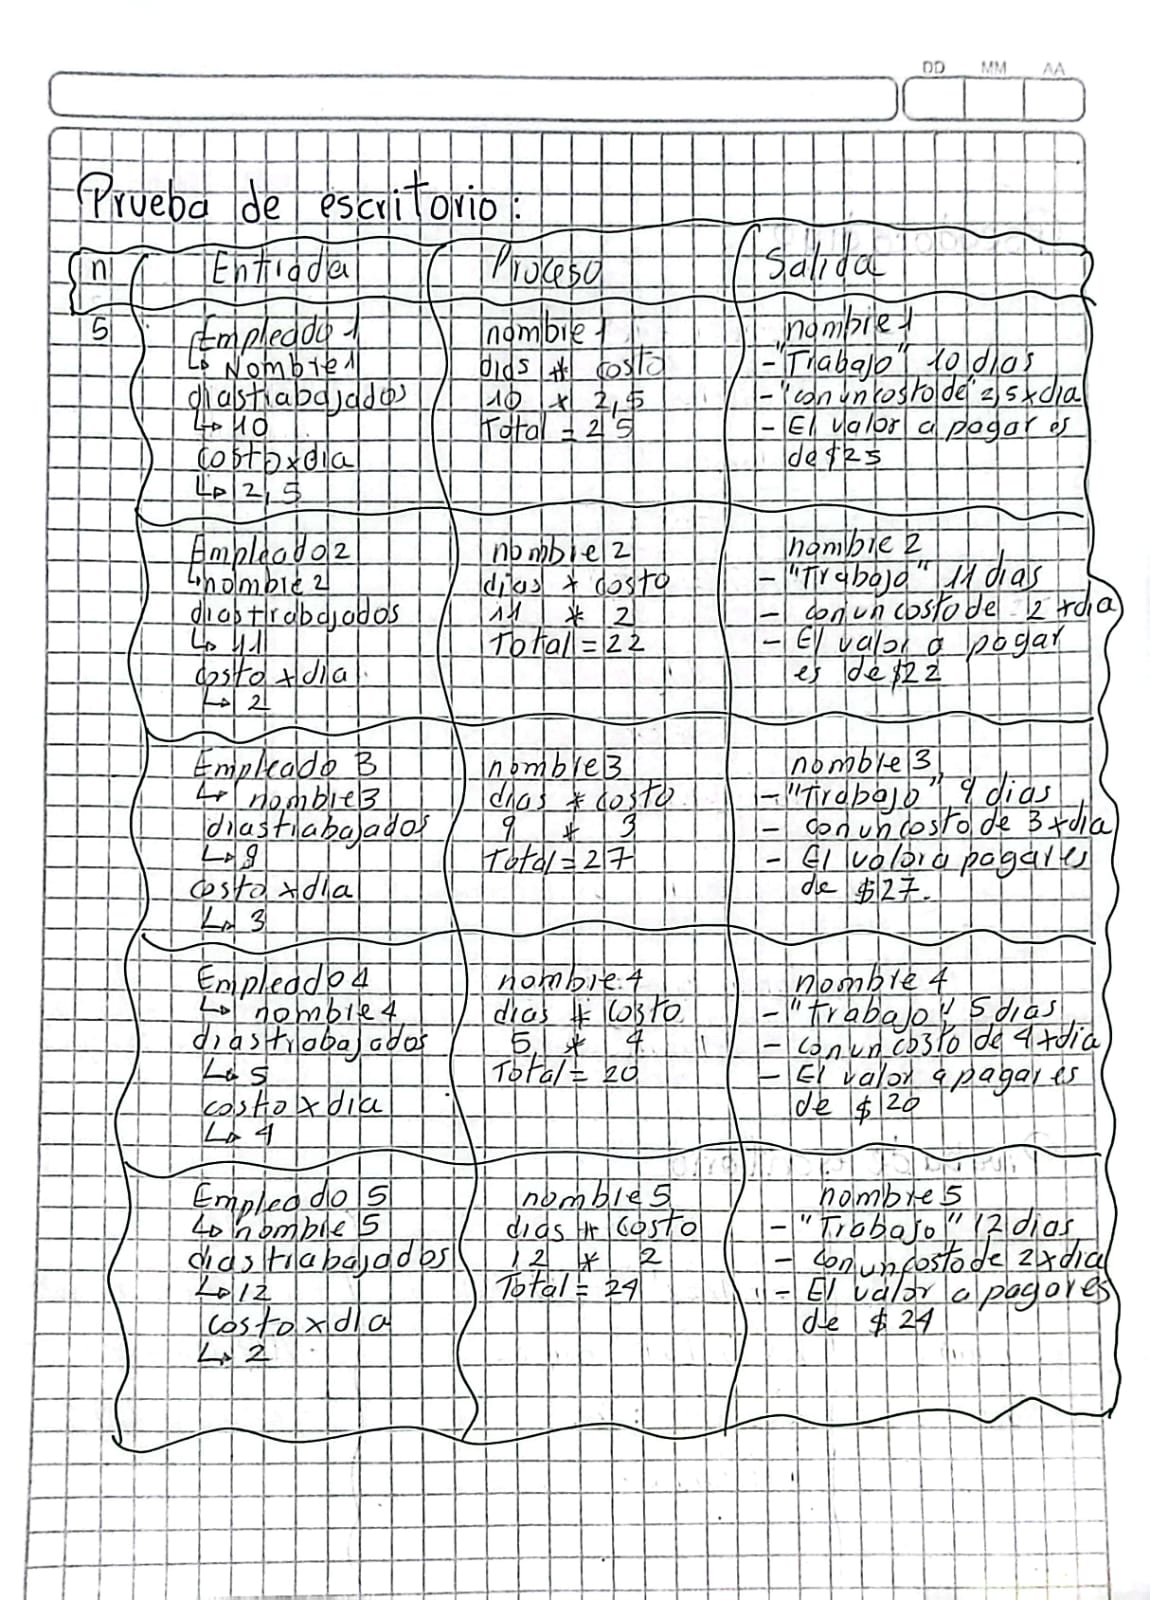 DD MM AA
Prueba de escritorio:
n Entrada Proceso Salida
5
Empleado 1
↳ Nombre 1
diastrabajados
↳ 10
costo x dia
↳ 2,5
nombre 1
dias * costo
10 * 2,5
Total = 25
nombre 1
- "Trabajo" 10 dias
- "con un costo de 2,5 x dia
- El valor a pagar es
de $25
Empleado 2
↳ nombre 2
diastrabajados
↳ 11
costo x dia
↳ 2
nombre 2
dias * costo
11 * 2
Total = 22
nombre 2
- "Trabajo" 11 dias
- con un costo de 2 x dia
- El valor a pagar
es de $22
Empleado 3
↳ nombre 3
diastrabajados
↳ 9
costo x dia
↳ 3
nombre 3
dias * costo
9 * 3
Total = 27
nombre 3
- "Trabajo" 9 dias
- con un costo de 3 x dia
- El valor a pagar es
de $27.
Empleado 4
↳ nombre 4
diastrabajados
↳ 5
costo x dia
↳ 4
nombre 4
dias * costo
5 * 4
Total = 20
nombre 4
- "Trabajo" 5 dias
- con un costo de 4 x dia
- El valor a pagar es
de $20
Empleado 5
↳ nombre 5
dias trabajados
↳ 12
costo x dia
↳ 2
nombre 5
dias * costo
12 * 2
Total = 24
nombre 5
- "Trabajo" 12 dias
- con un costo de 2 x dia
- El valor a pagar es
de $24